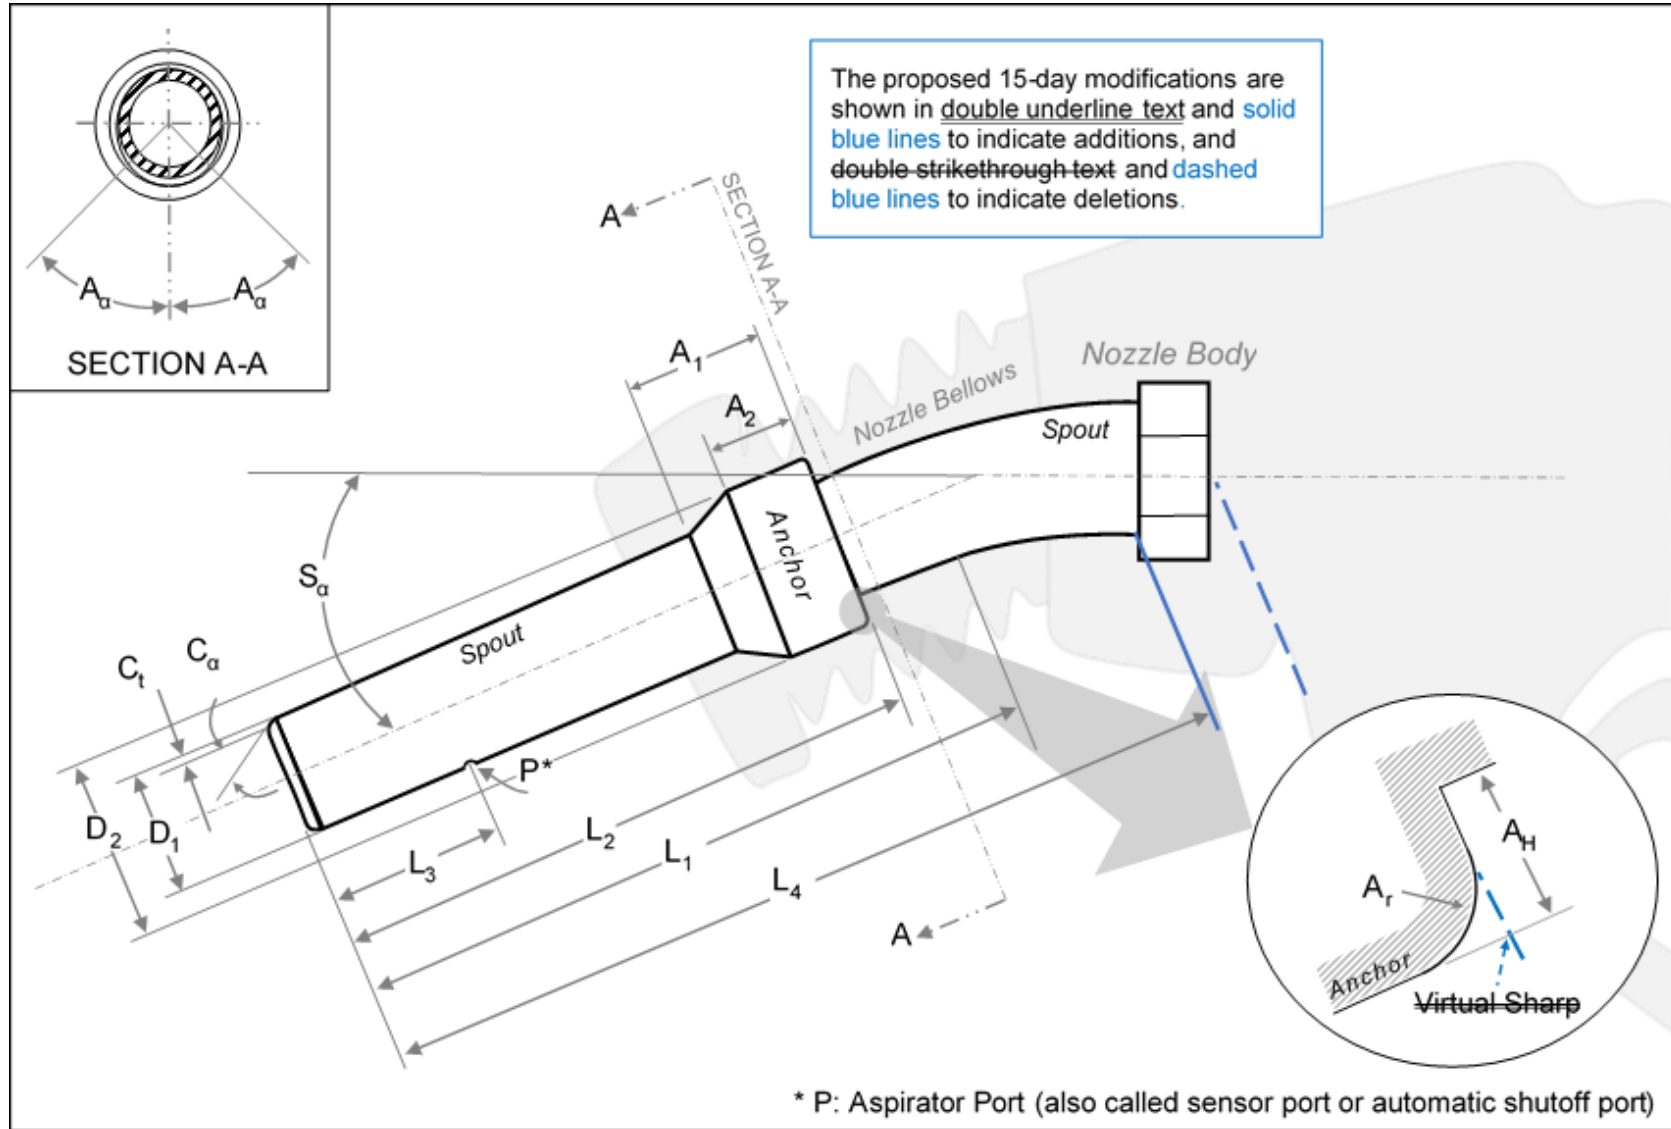 The proposed 15-day modifications are
shown in double underline text and solid
blue lines to indicate additions, and
double strikethrough text and dashed
blue lines to indicate deletions.
A
SECTION A-A
Aα
Aα
SECTION A-A
A1
A2
Nozzle Bellows
Nozzle Body
Spout
Anchor
Sα
Spout
Cα
Ct
P*
D2
D1
L3
L2
L1
L4
A
AH
Ar
Anchor
Virtual Sharp
* P: Aspirator Port (also called sensor port or automatic shutoff port)